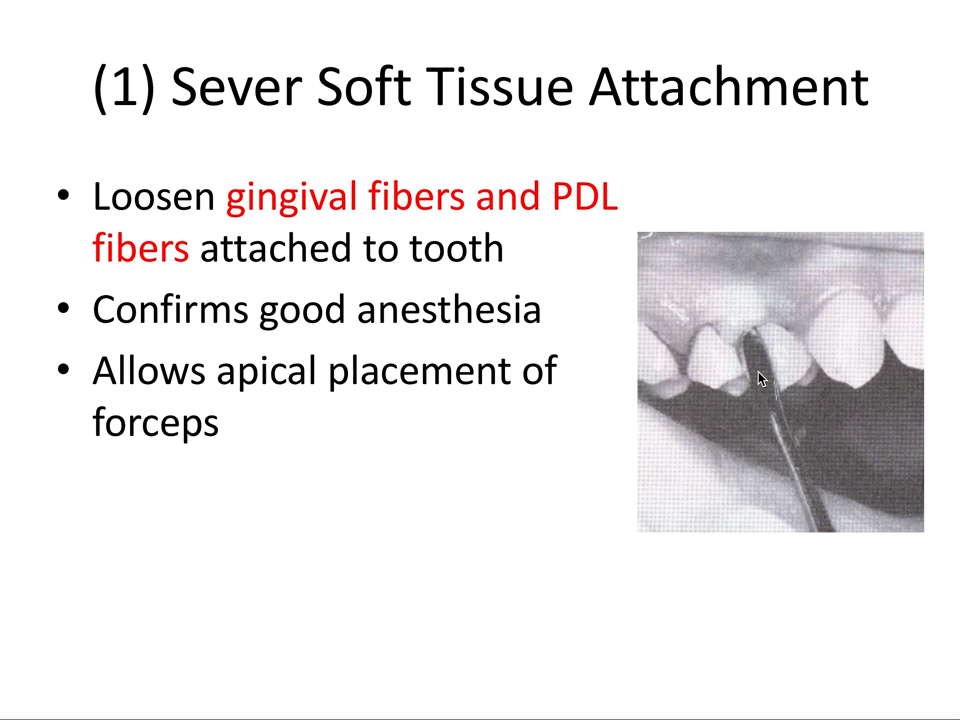 (1) Sever Soft Tissue Attachment
• Loosen gingival fibers and PDL
fibers attached to tooth
• Confirms good anesthesia
• Allows apical placement of
forceps